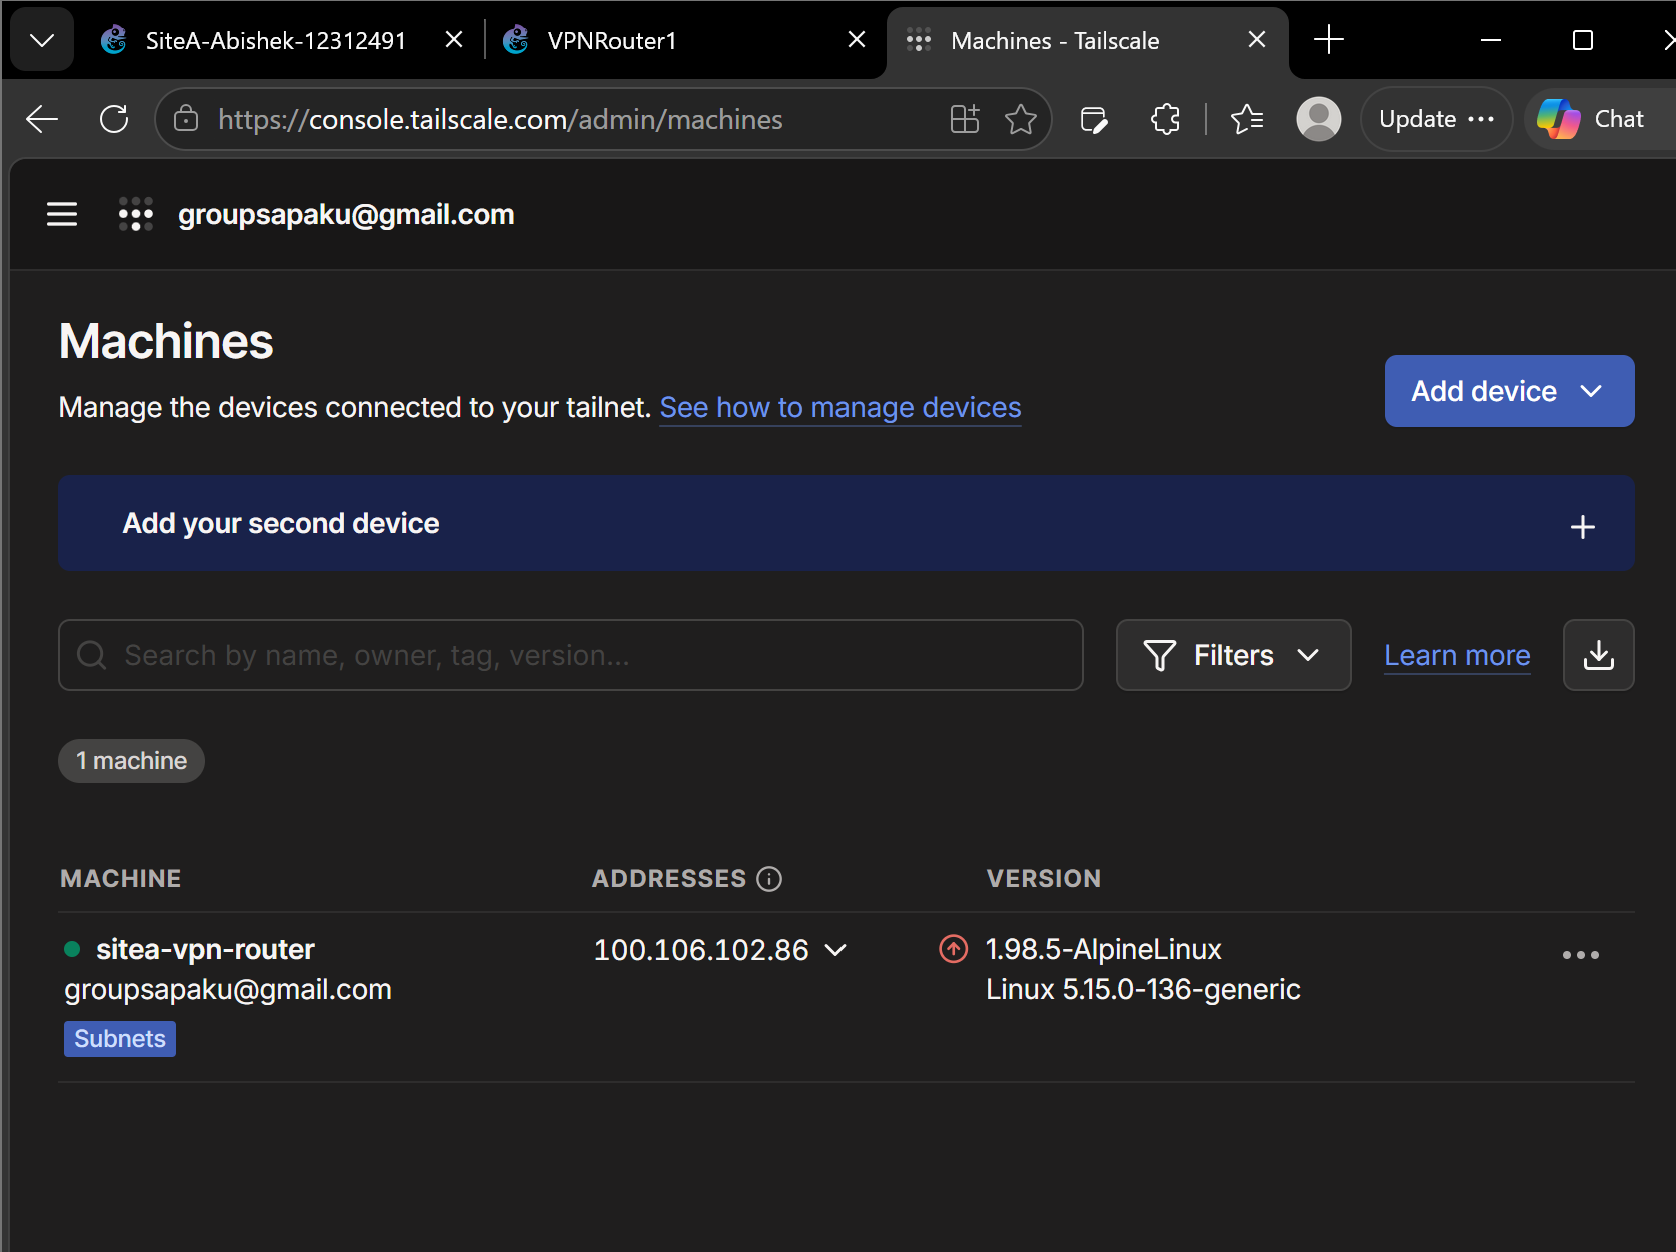 SiteA-Abishek-12312491
VPNRouter1
Machines - Tailscale
https://console.tailscale.com/admin/machines
Update
Chat
groupsapaku@gmail.com
Machines
Manage the devices connected to your tailnet. See how to manage devices
Add device
Add your second device
Search by name, owner, tag, version...
Filters
Learn more
1 machine
MACHINE ADDRESSES VERSION
sitea-vpn-router 100.106.102.86 1.98.5-AlpineLinux
groupsapaku@gmail.com Linux 5.15.0-136-generic
Subnets